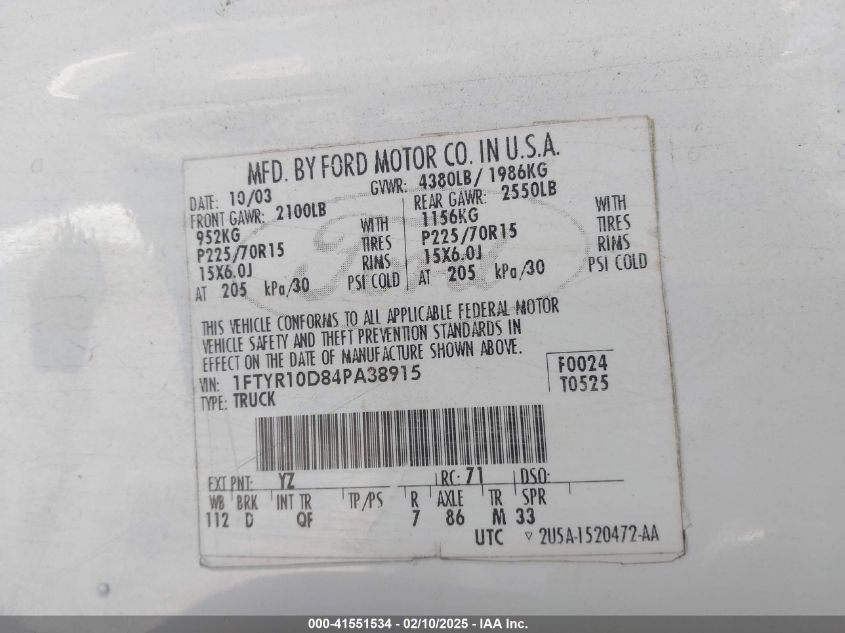 MFD. BY FORD MOTOR CO. IN U.S.A.
DATE: 10/03 GVWR: 4380LB/ 1986KG
FRONT GAWR: 2100LB REAR GAWR: 2550LB
952KG WITH 1156KG WITH
P225/70R15 TIRES P225/70R15 TIRES
15X6.0J RIMS 15X6.0J RIMS
AT 205 kPa/30 PSI COLD AT 205 kPa/30 PSI COLD
Ford
THIS VEHICLE CONFORMS TO ALL APPLICABLE FEDERAL MOTOR
VEHICLE SAFETY AND THEFT PREVENTION STANDARDS IN
EFFECT ON THE DATE OF MANUFACTURE SHOWN ABOVE.
VIN: 1FTYR10D84PA38915 F0024
TYPE: TRUCK T0525
EXT PNT: YZ RC: 71 DSO:
WB BRK INT TR TP/PS R AXLE TR SPR
112 D QF 7 86 M 33
UTC ▽ 2U5A-1520472-AA
000-41551534 — 02/10/2025 — IAA Inc.